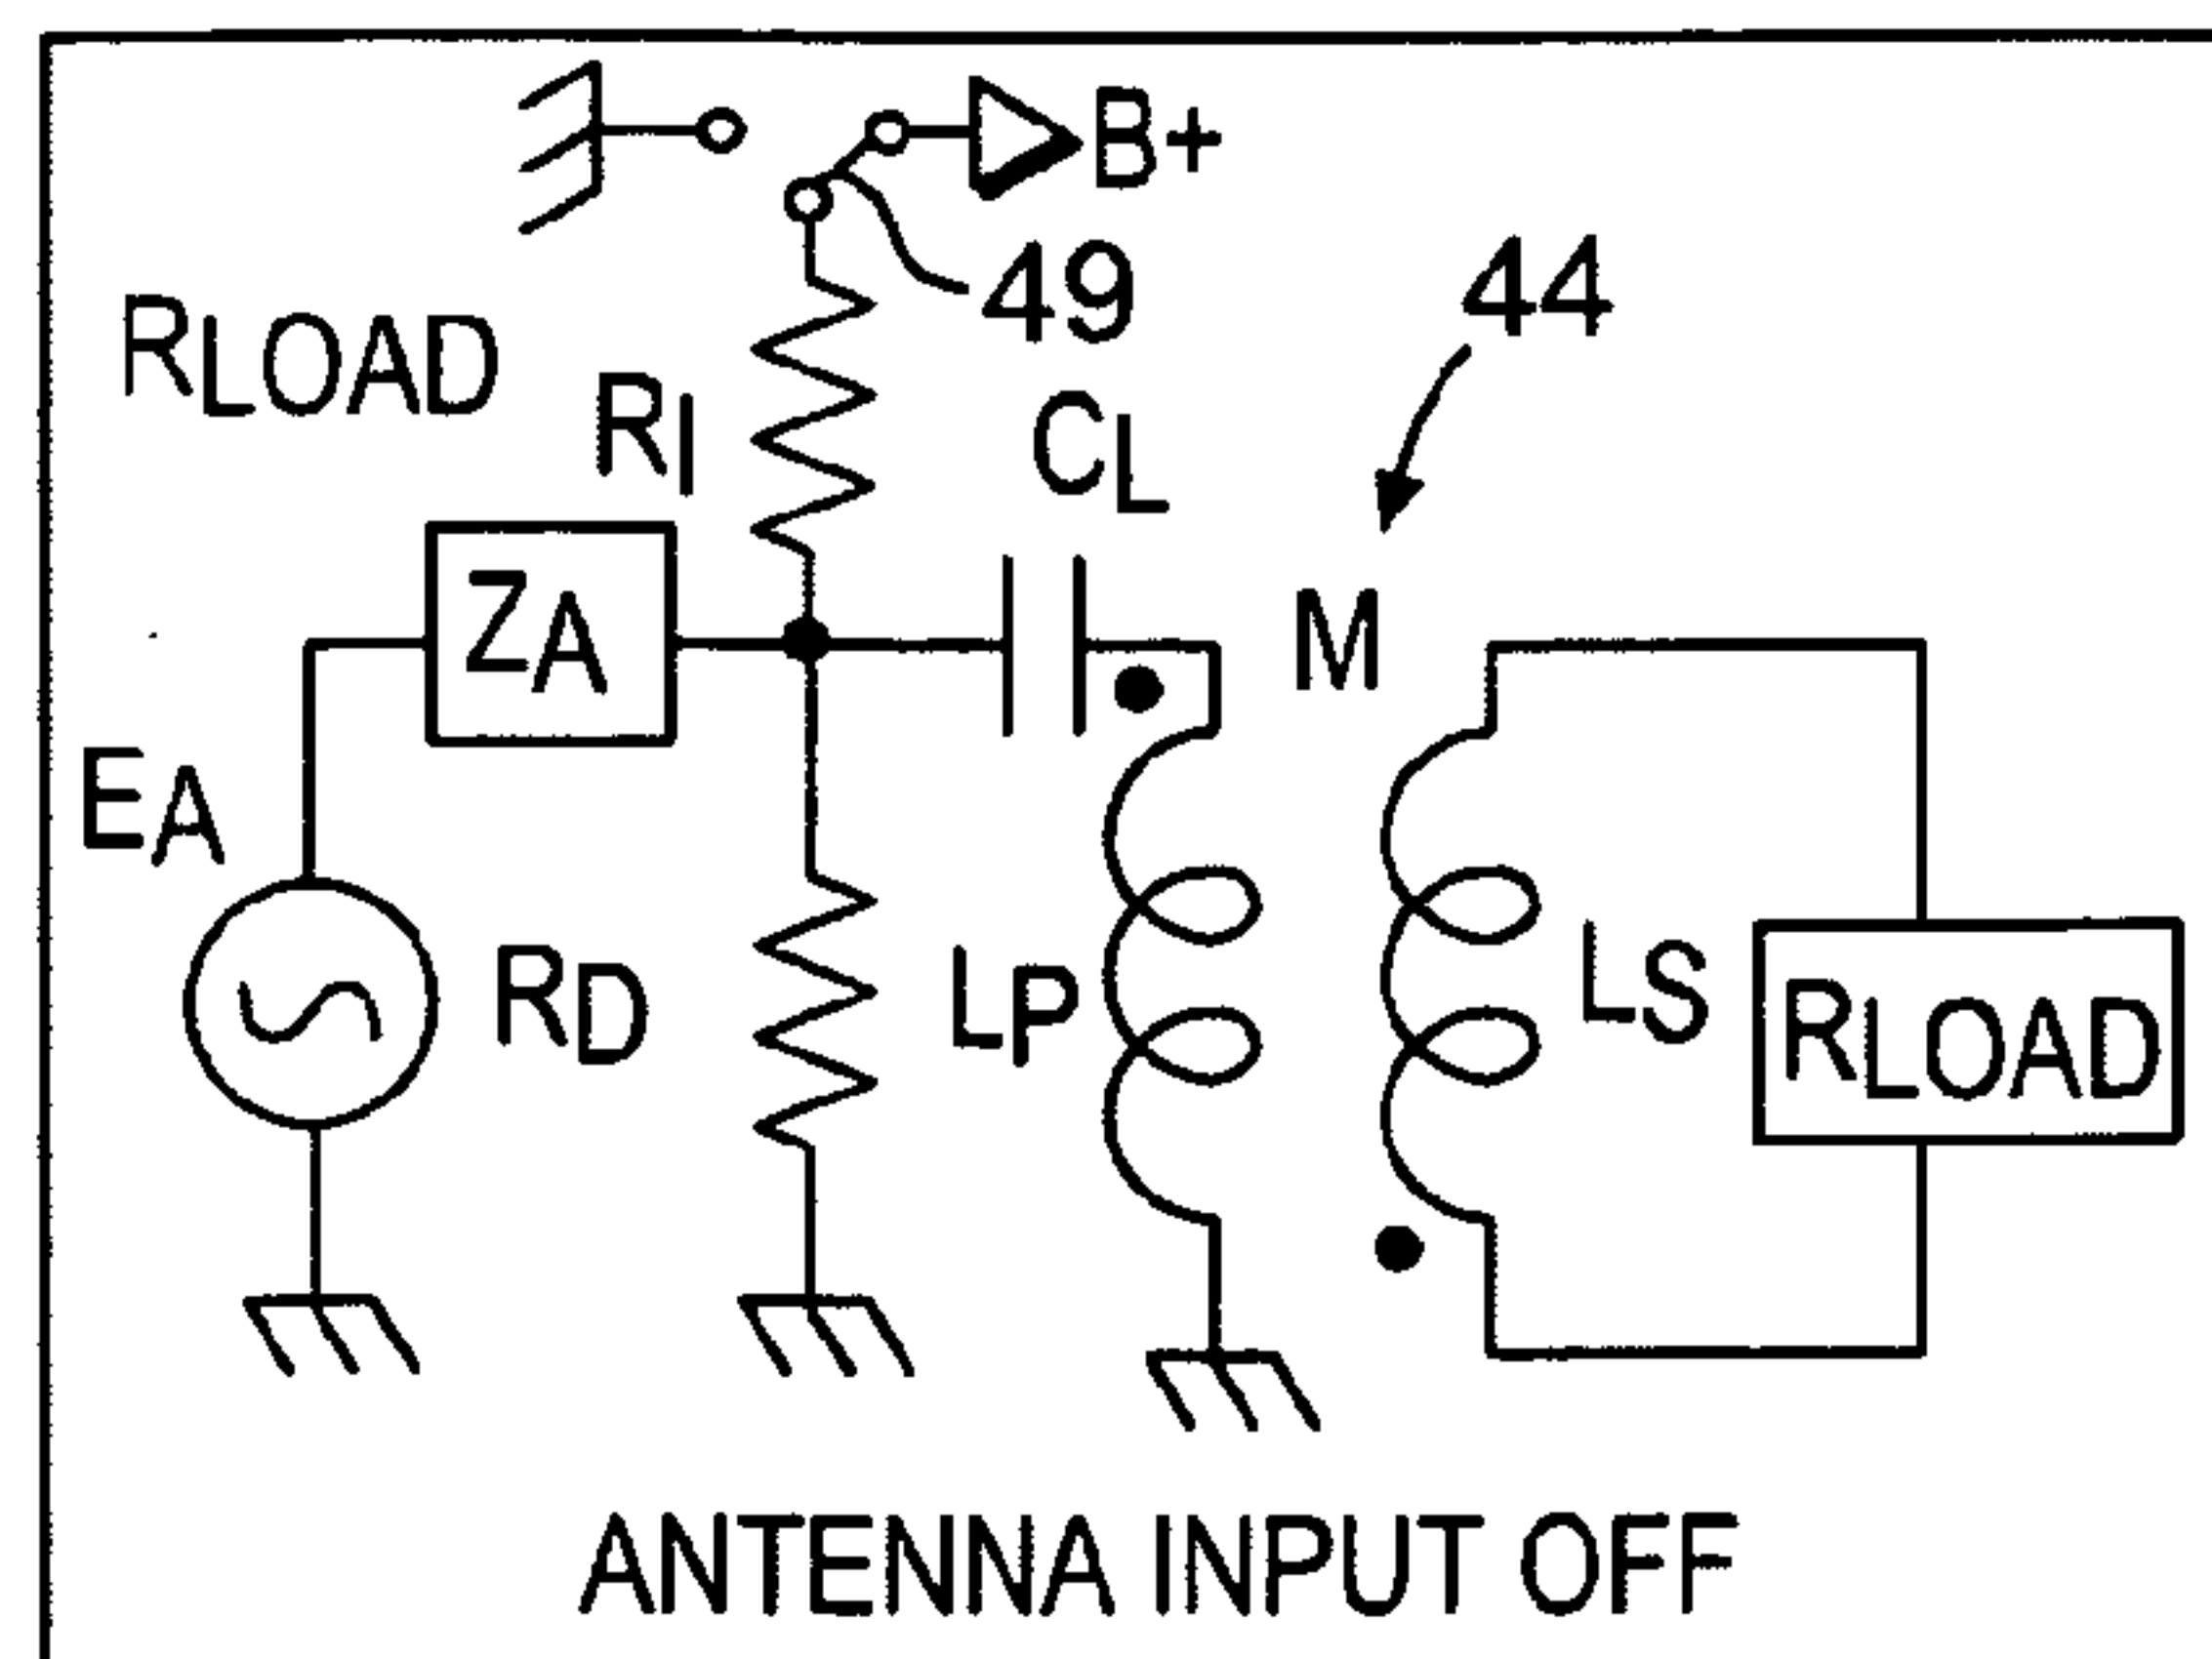 B+
49
44
RLOAD
RI
CL
ZA
M
EA
RD
LP
LS
RLOAD
ANTENNA INPUT OFF